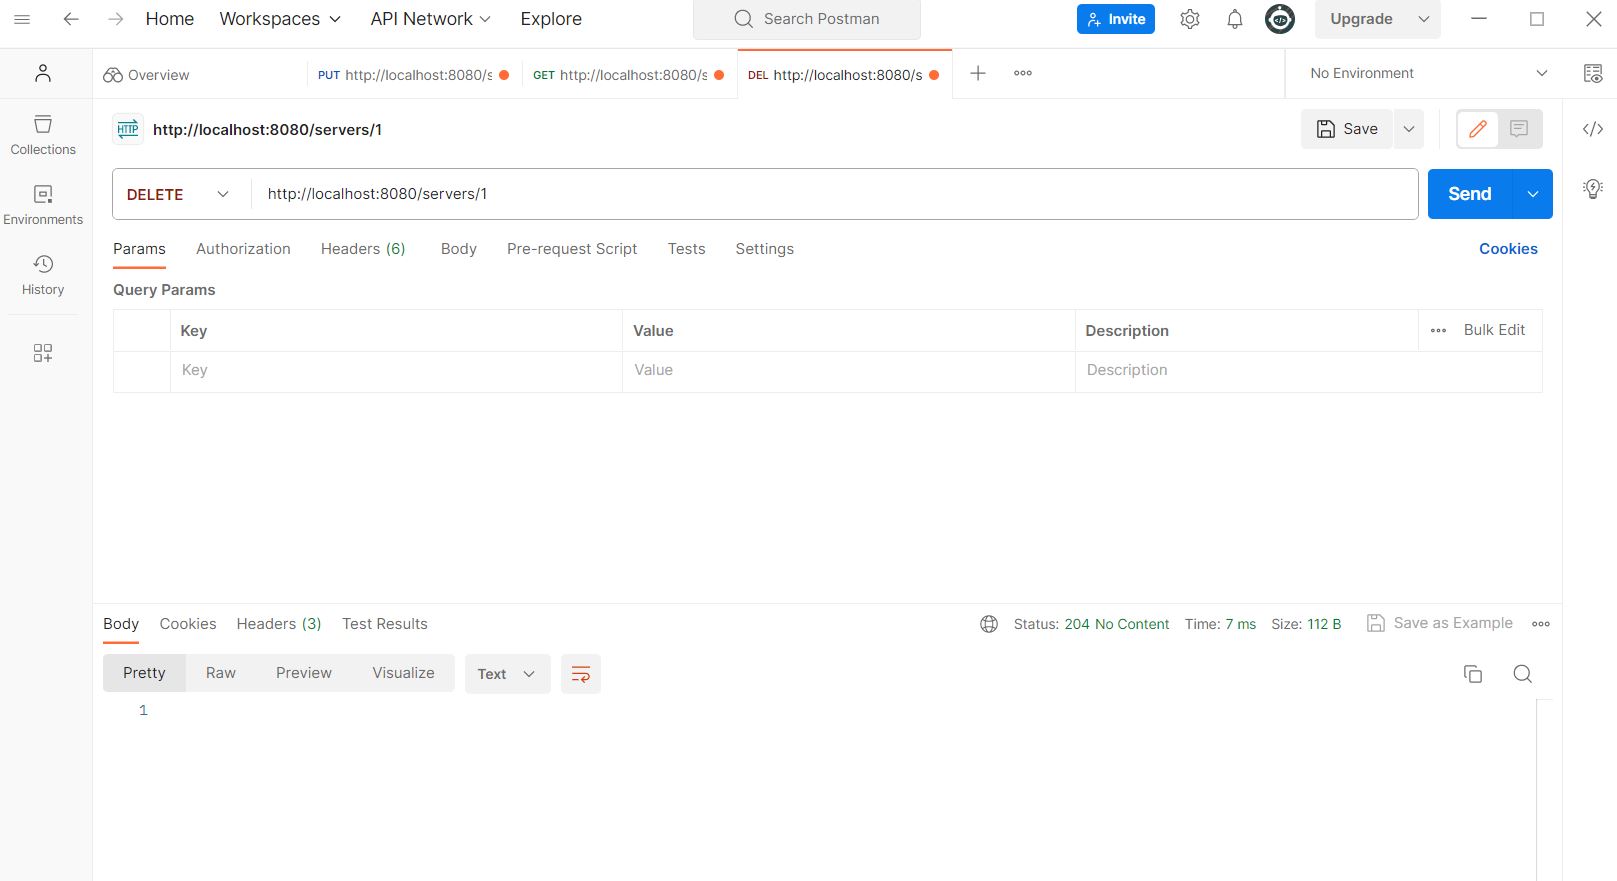 Home Workspaces API Network Explore Search Postman Invite Upgrade
Overview PUT http://localhost:8080/s GET http://localhost:8080/s DEL http://localhost:8080/s No Environment
HTTP http://localhost:8080/servers/1 Save
Collections
DELETE http://localhost:8080/servers/1 Send
Environments
Params Authorization Headers (6) Body Pre-request Script Tests Settings Cookies
History
Query Params
Key Value Description Bulk Edit
Key Value Description
Body Cookies Headers (3) Test Results Status: 204 No Content Time: 7 ms Size: 112 B Save as Example
Pretty Raw Preview Visualize Text
1